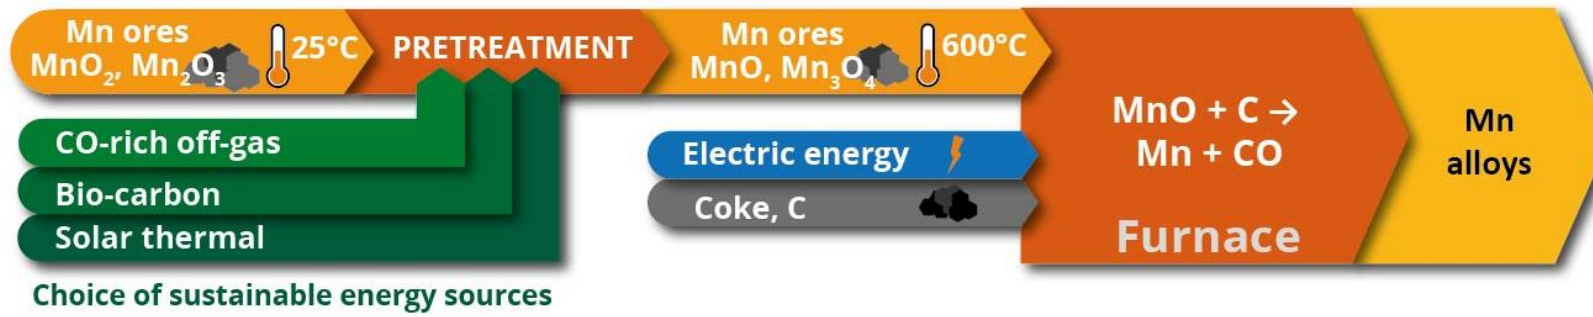 Mn ores
MnO₂, Mn₂O₃
25°C
PRETREATMENT
Mn ores
MnO, Mn₃O₄
600°C
CO-rich off-gas
Bio-carbon
Solar thermal
Choice of sustainable energy sources
Electric energy
Coke, C
MnO + C →
Mn + CO
Furnace
Mn
alloys